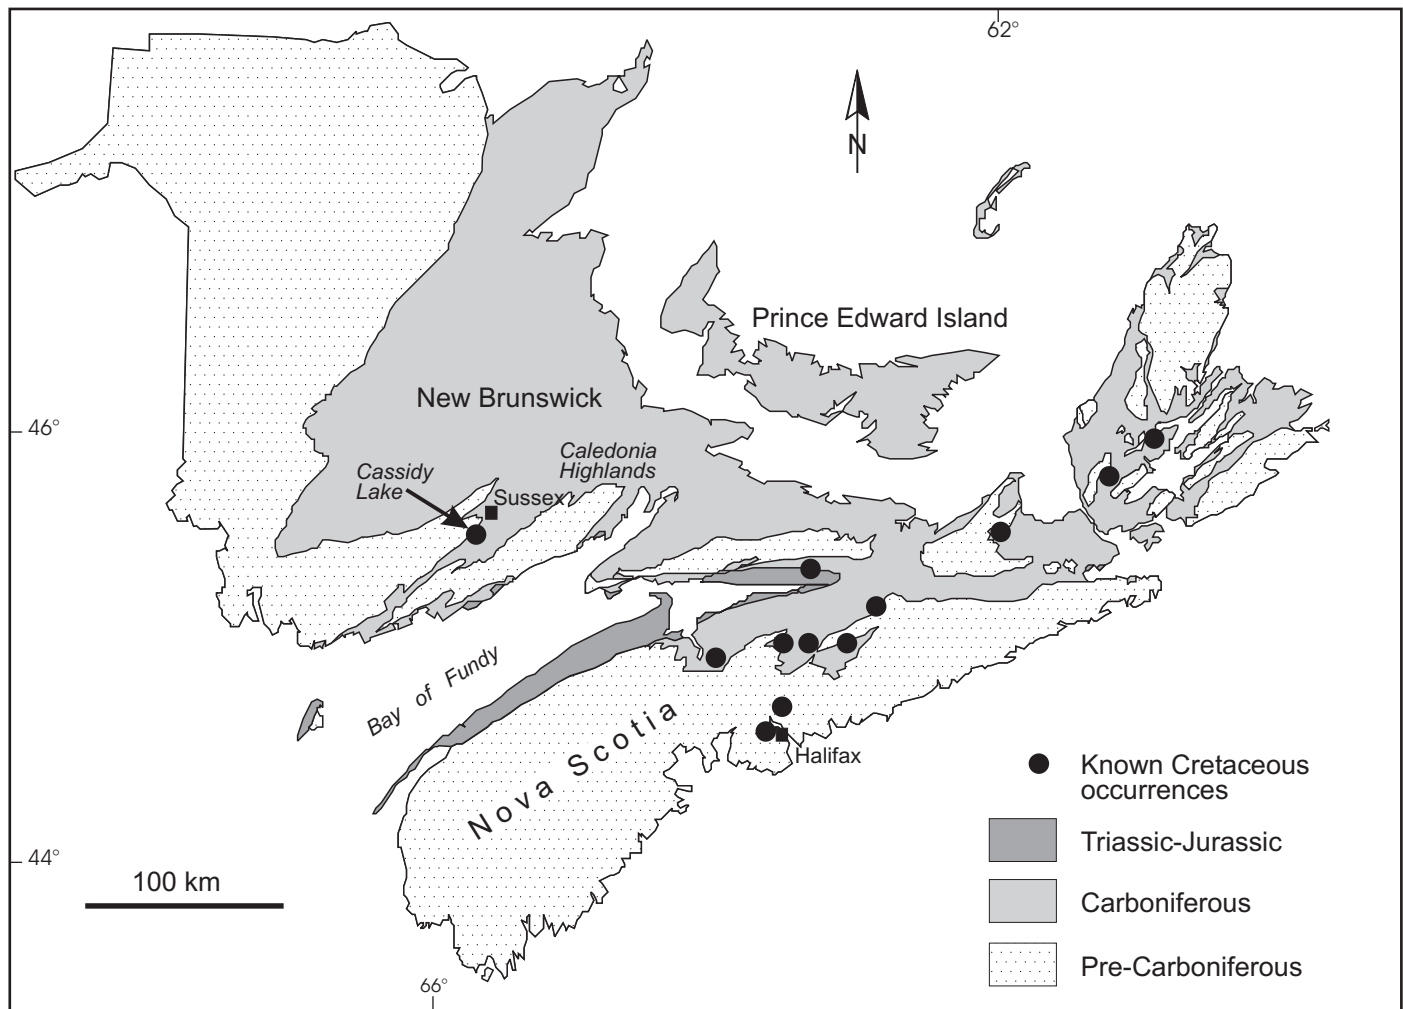 62°
N
Prince Edward Island
New Brunswick
46°
Caledonia
Highlands
Cassidy
Lake
Sussex
Bay of Fundy
Nova Scotia
Halifax
Known Cretaceous
occurrences
Triassic-Jurassic
44°
100 km
Carboniferous
Pre-Carboniferous
66°